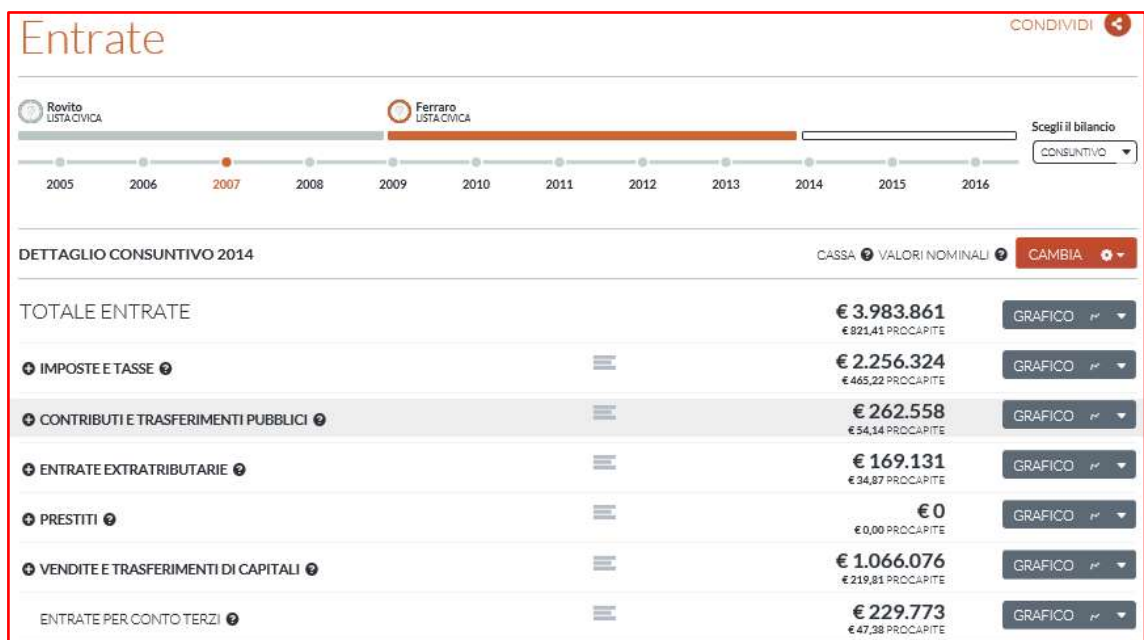 Entrate
CONDIVIDI
Rovito
LISTA CIVICA
Ferraro
LISTA CIVICA
Scegli il bilancio
CONSUNTIVO
2005 2006 2007 2008 2009 2010 2011 2012 2013 2014 2015 2016
DETTAGLIO CONSUNTIVO 2014
CASSA ? VALORI NOMINALI ? CAMBIA
TOTALE ENTRATE € 3.983.861 GRAFICO
€ 821,41 PROCAPITE
IMPOSTE E TASSE ? € 2.256.324 GRAFICO
€ 465,22 PROCAPITE
CONTRIBUTI E TRASFERIMENTI PUBBLICI ? € 262.558 GRAFICO
€ 54,14 PROCAPITE
ENTRATE EXTRATRIBUTARIE ? € 169.131 GRAFICO
€ 34,87 PROCAPITE
PRESTITI ? € 0 GRAFICO
€ 0,00 PROCAPITE
VENDITE E TRASFERIMENTI DI CAPITALI ? € 1.066.076 GRAFICO
€ 219,81 PROCAPITE
ENTRATE PER CONTO TERZI ? € 229.773 GRAFICO
€ 47,38 PROCAPITE